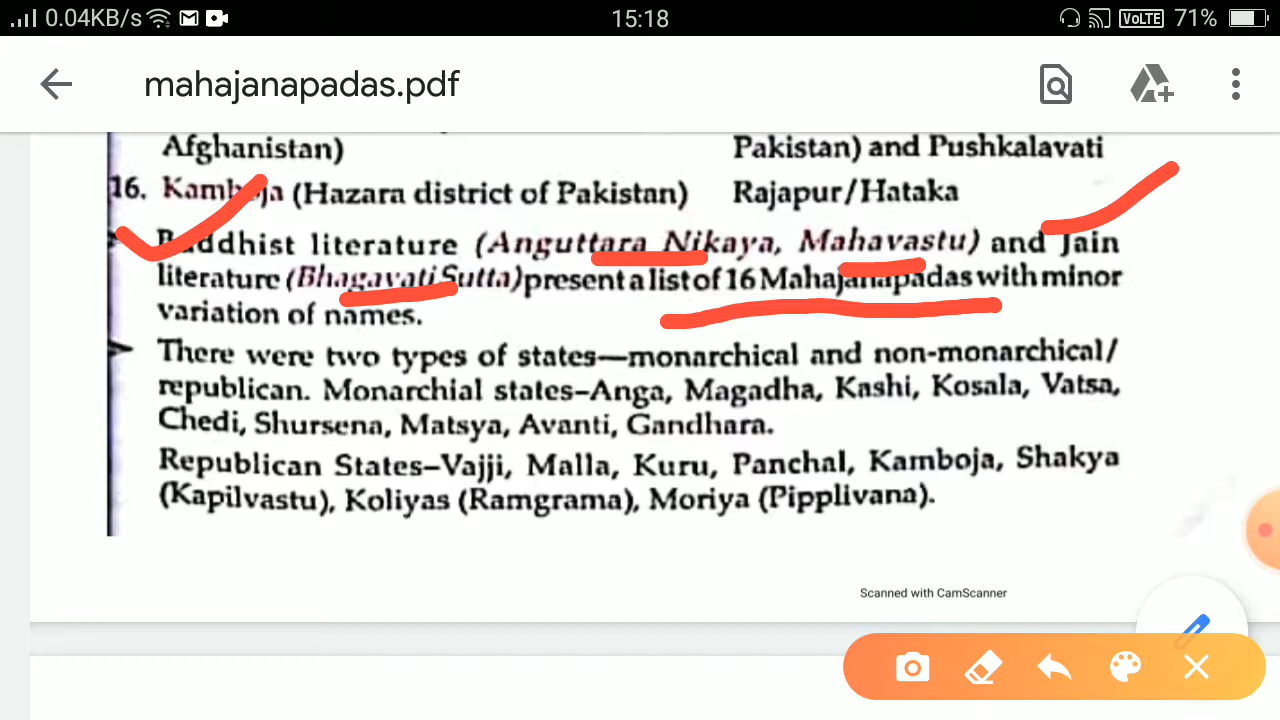 0.04KB/s 15:18 VoLTE 71%
mahajanapadas.pdf
Afghanistan) Pakistan) and Pushkalavati
16. Kamboja (Hazara district of Pakistan) Rajapur/Hataka
Buddhist literature (Anguttara Nikaya, Mahavastu) and Jain
literature (Bhagavati Sutta) present a list of 16 Mahajanapadas with minor
variation of names.
There were two types of states—monarchical and non-monarchical/
republican. Monarchial states–Anga, Magadha, Kashi, Kosala, Vatsa,
Chedi, Shursena, Matsya, Avanti, Gandhara.
Republican States–Vajji, Malla, Kuru, Panchal, Kamboja, Shakya
(Kapilvastu), Koliyas (Ramgrama), Moriya (Pipplivana).
Scanned with CamScanner